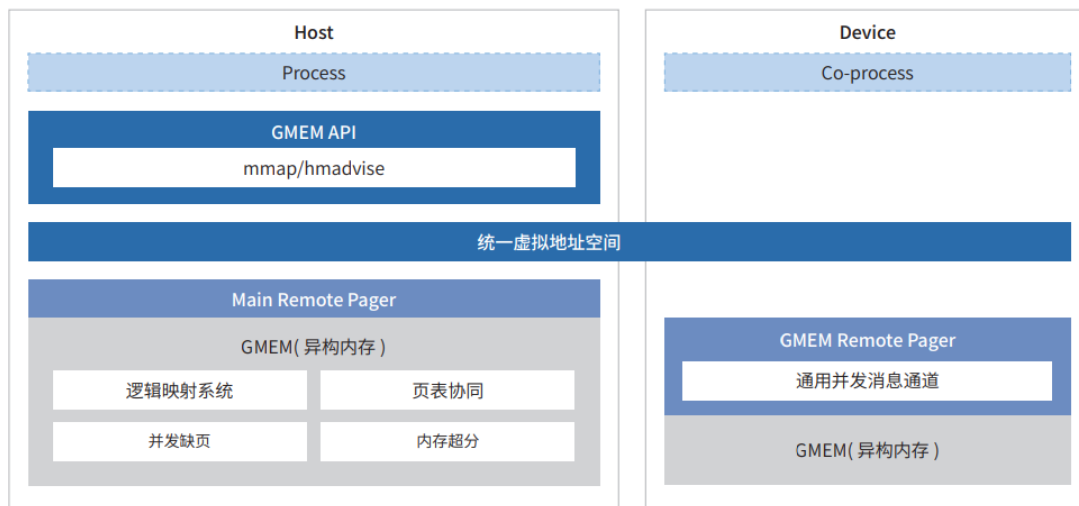 Host
Process
GMEM API
mmap/hmadvise
Device
Co-process
统一虚拟地址空间
Main Remote Pager
GMEM( 异构内存 )
逻辑映射系统
页表协同
并发缺页
内存超分
GMEM Remote Pager
通用并发消息通道
GMEM( 异构内存 )